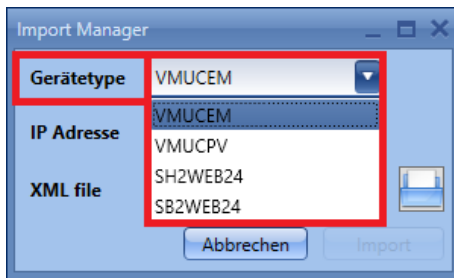 Import Manager
Gerätetype VMUCEM
VMUCEM
IP Adresse
VMUCPV
XML file
SH2WEB24
SB2WEB24
Abbrechen Import